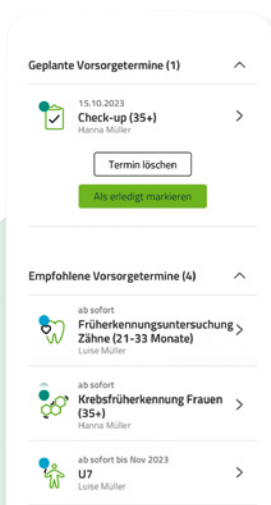 Geplante Vorsorgetermine (1)
15.10.2023
Check-up (35+)
Hanna Müller
Termin löschen
Als erledigt markieren
Empfohlene Vorsorgetermine (4)
ab sofort
Früherkennungsuntersuchung
Zähne (21-33 Monate)
Luise Müller
ab sofort
Krebsfrüherkennung Frauen
(35+)
Hanna Müller
ab sofort bis Nov 2023
U7
Luise Müller